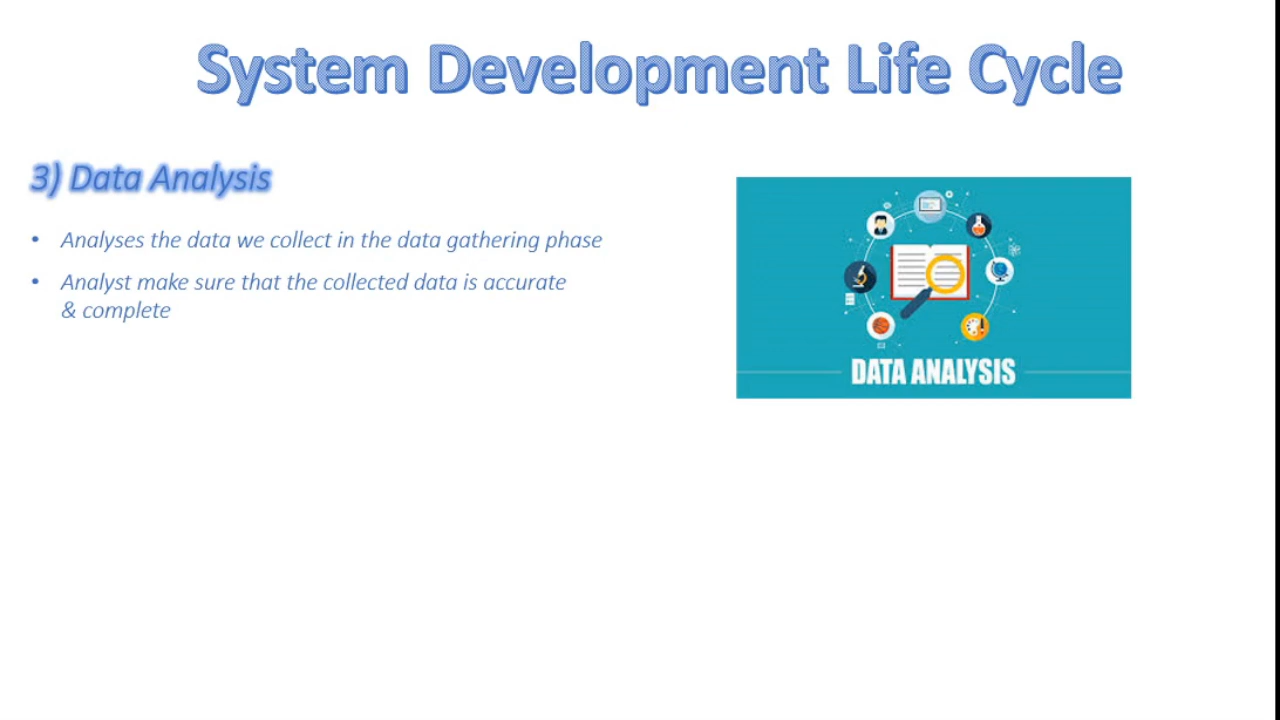 System Development Life Cycle
3) Data Analysis
• Analyses the data we collect in the data gathering phase
• Analyst make sure that the collected data is accurate
& complete
DATA ANALYSIS